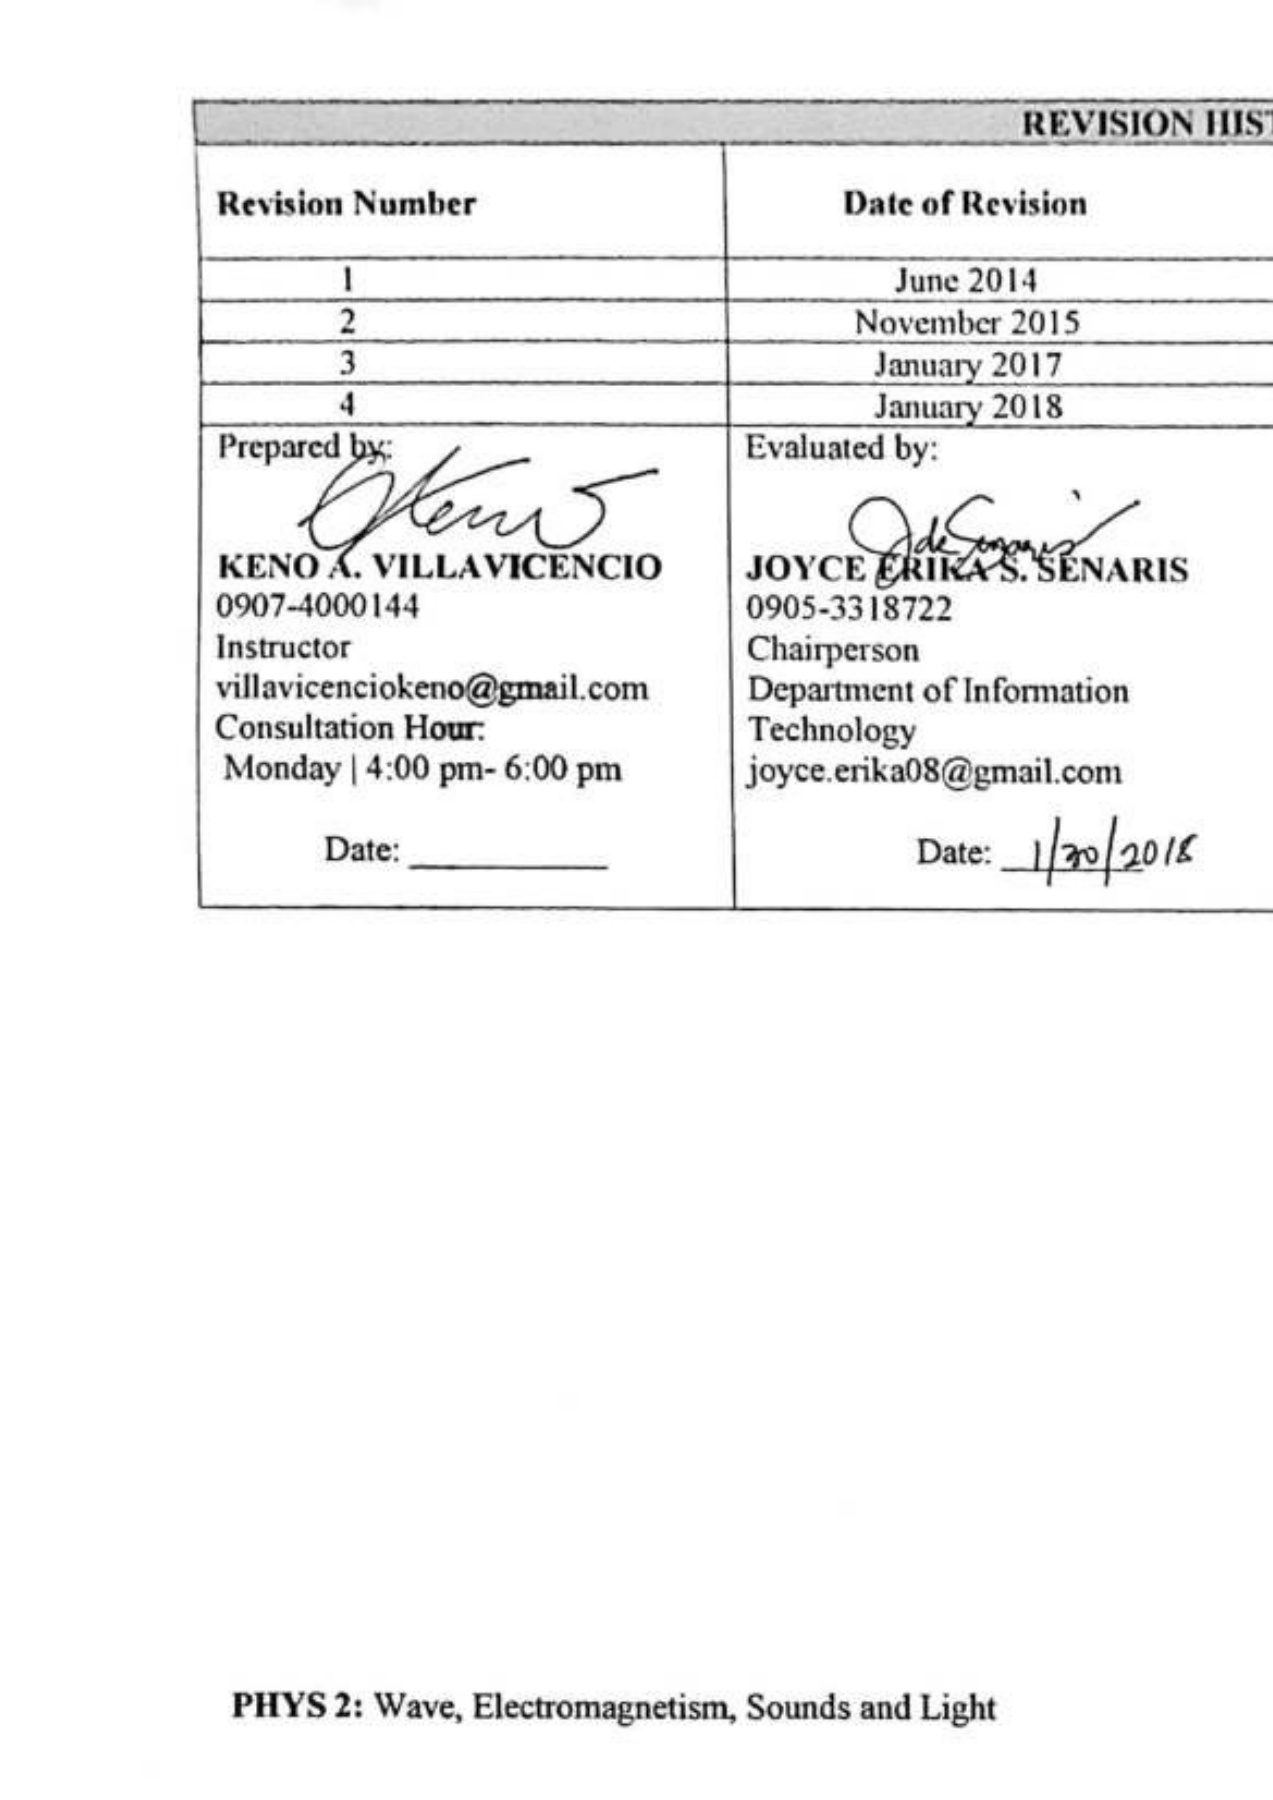 REVISION HIST
Revision Number Date of Revision
1 June 2014
2 November 2015
3 January 2017
4 January 2018
Prepared by:
KENO A. VILLAVICENCIO
0907-4000144
Instructor
villavicenciokeno@gmail.com
Consultation Hour:
Monday | 4:00 pm- 6:00 pm
Date:
Evaluated by:
JOYCE ERIKA S. SENARIS
0905-3318722
Chairperson
Department of Information
Technology
joyce.erika08@gmail.com
Date: 1/30/2018
PHYS 2: Wave, Electromagnetism, Sounds and Light